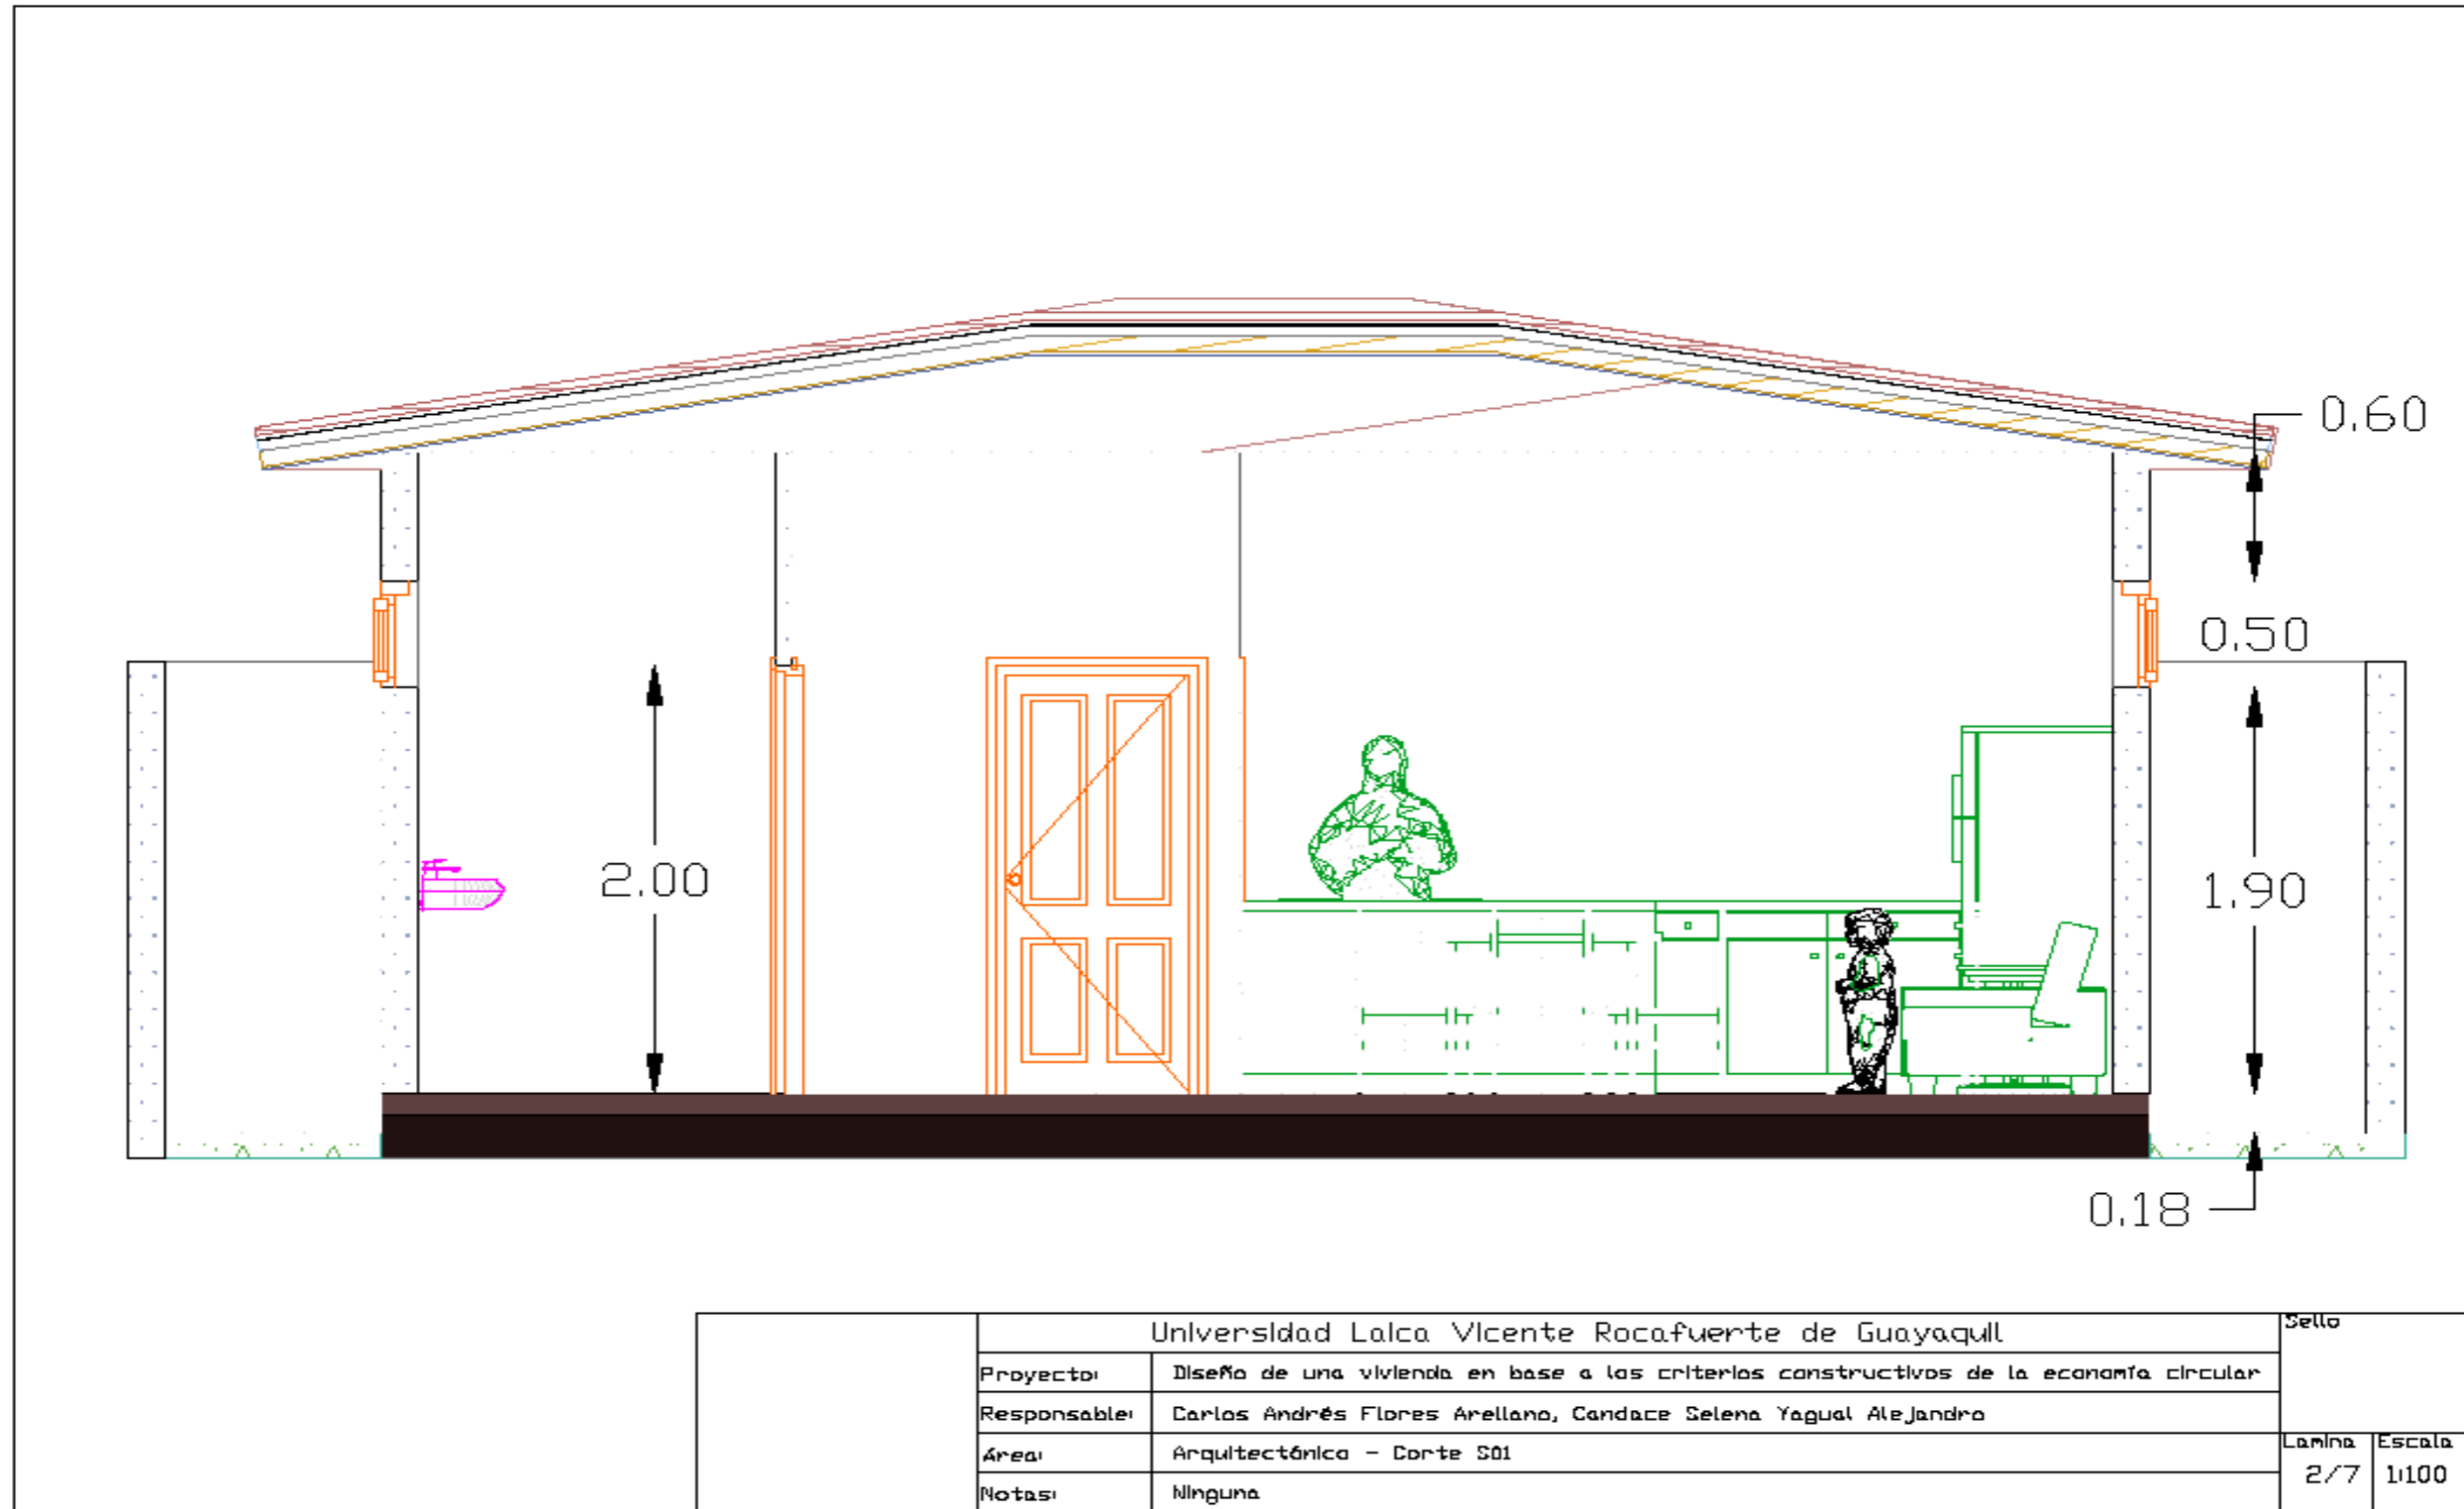 0.60
0.50
2.00
1.90
0.18
Universidad Laica Vicente Rocafuerte de Guayaquil
Sello
Proyecto: Diseño de una vivienda en base a los criterios constructivos de la economía circular
Responsable: Carlos Andrés Flores Arellano, Candace Selena Yagual Alejandro
Área: Arquitectónica - Corte S01
Lamina Escala
2/7 1:100
Notas: Ninguna